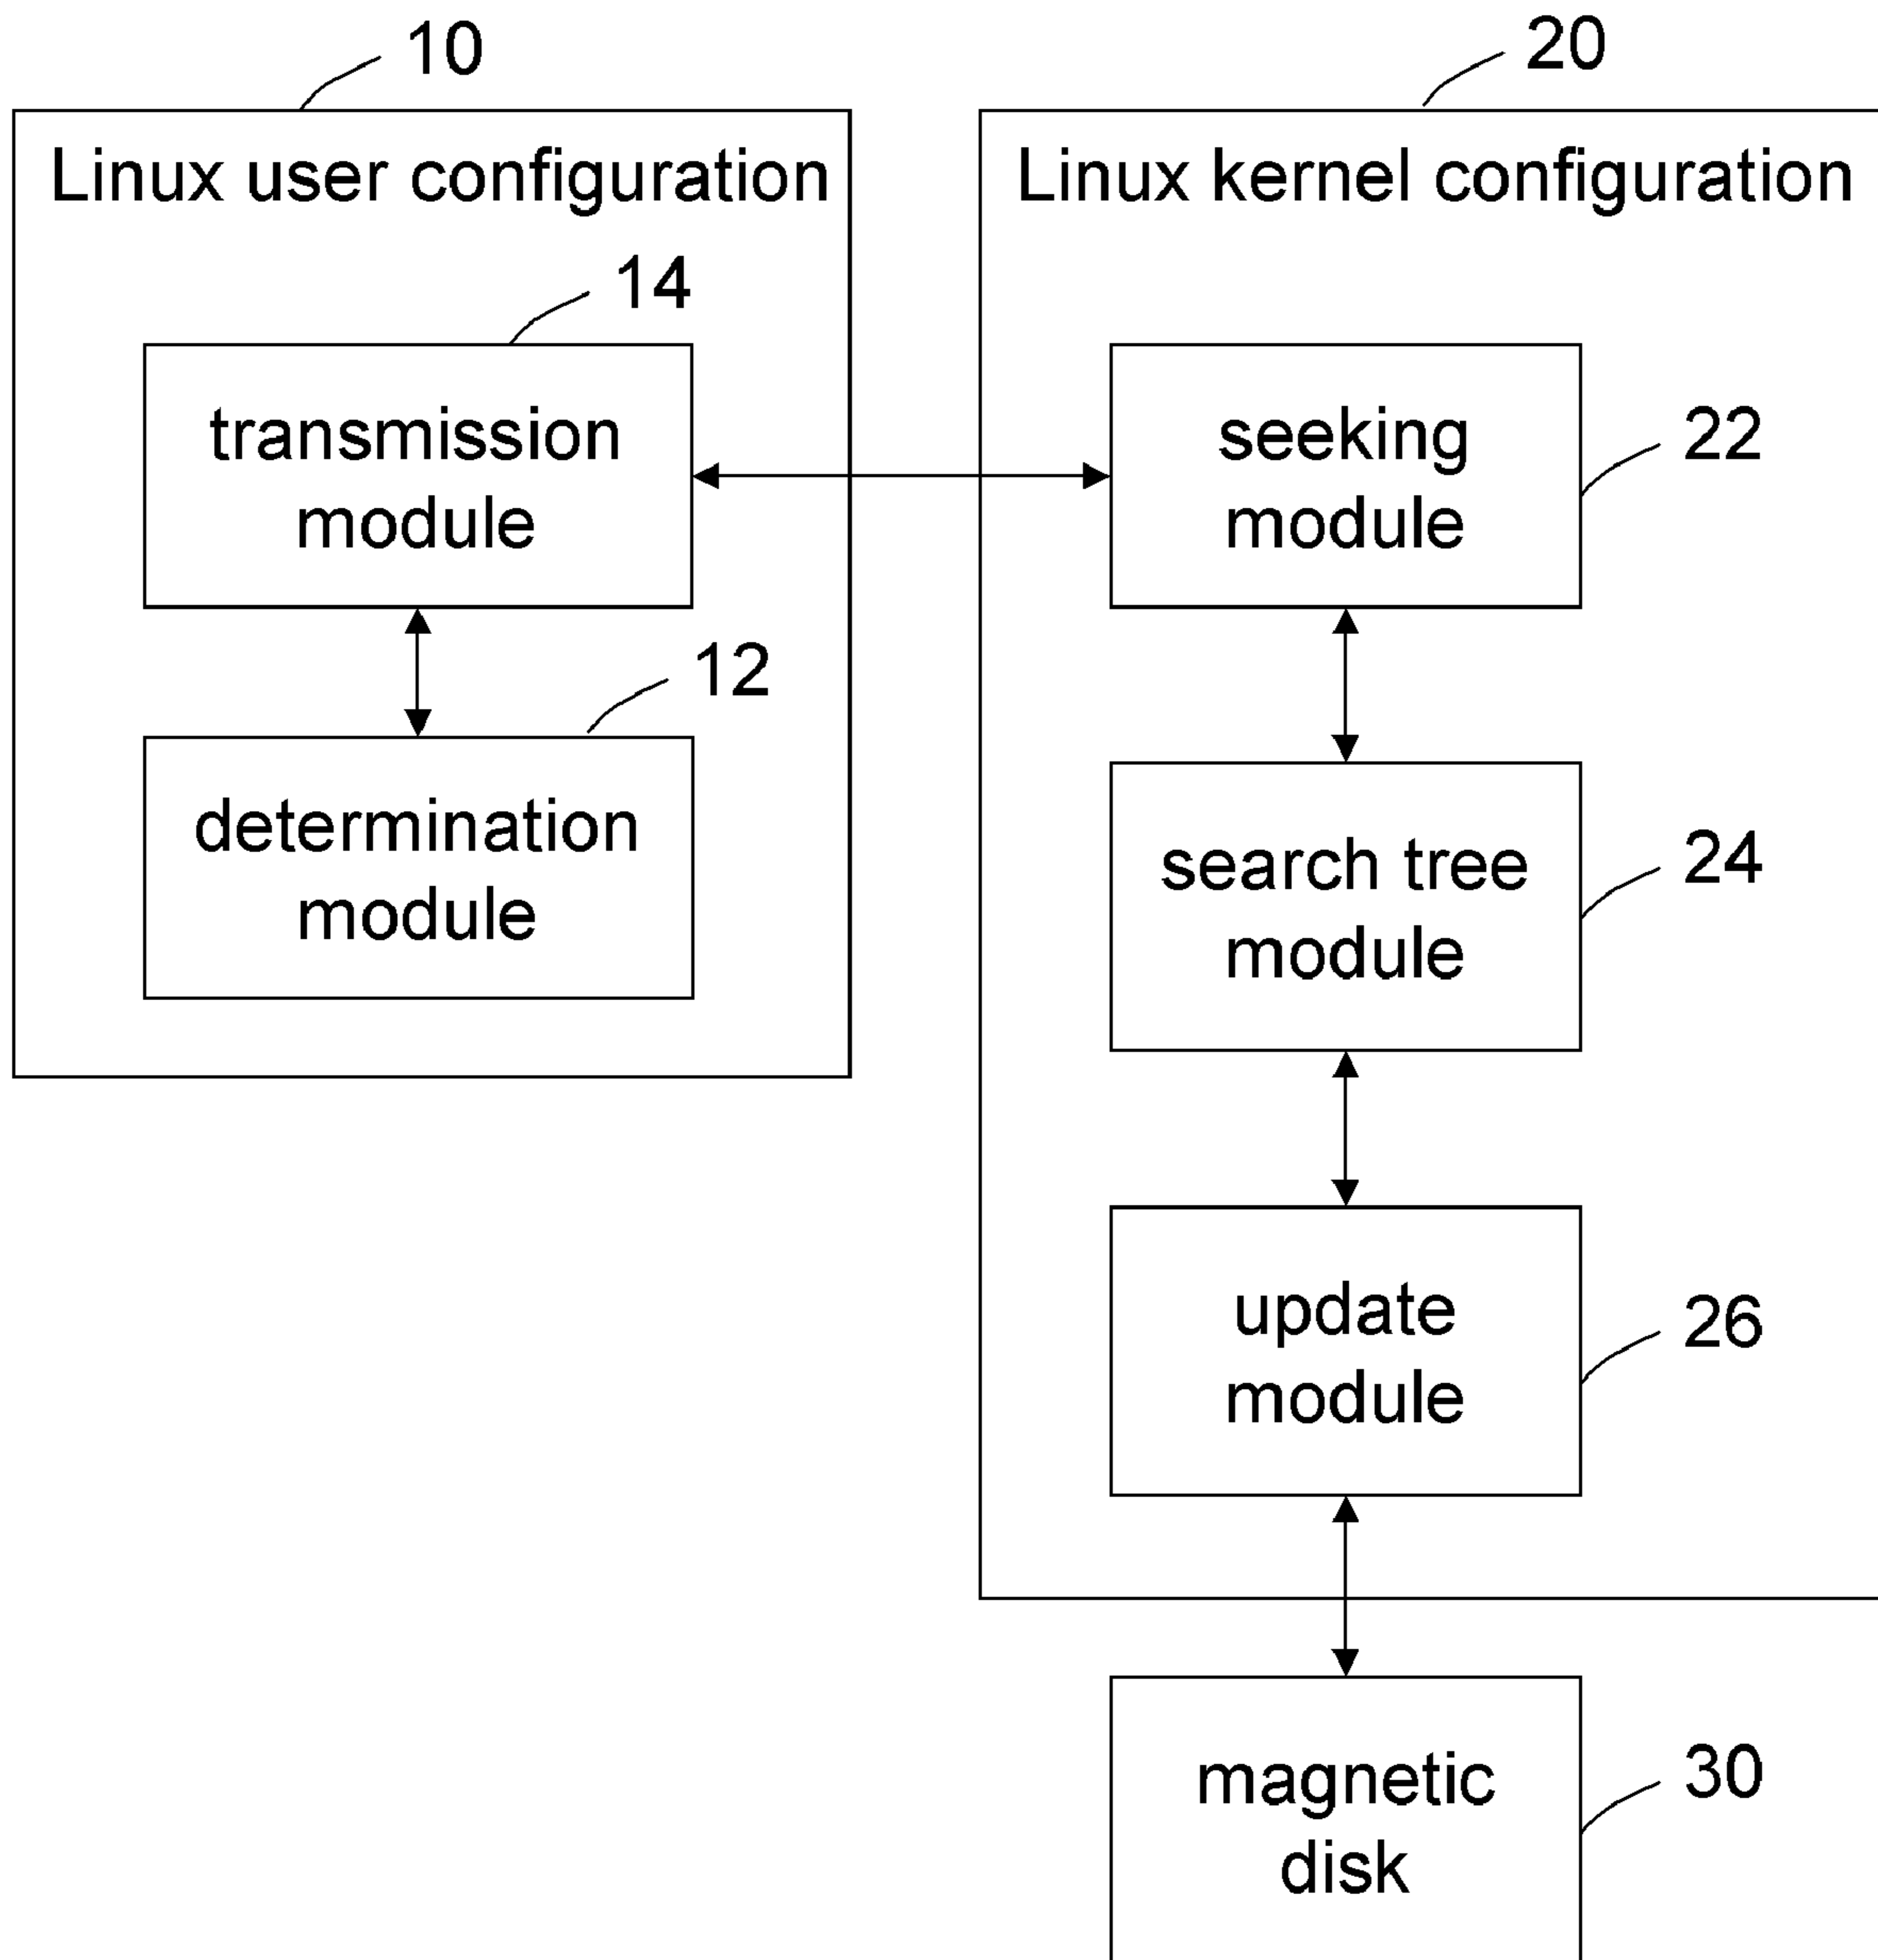 10
20
Linux user configuration
Linux kernel configuration
14
transmission
module
seeking
module
22
12
determination
module
search tree
module
24
update
module
26
magnetic
disk
30